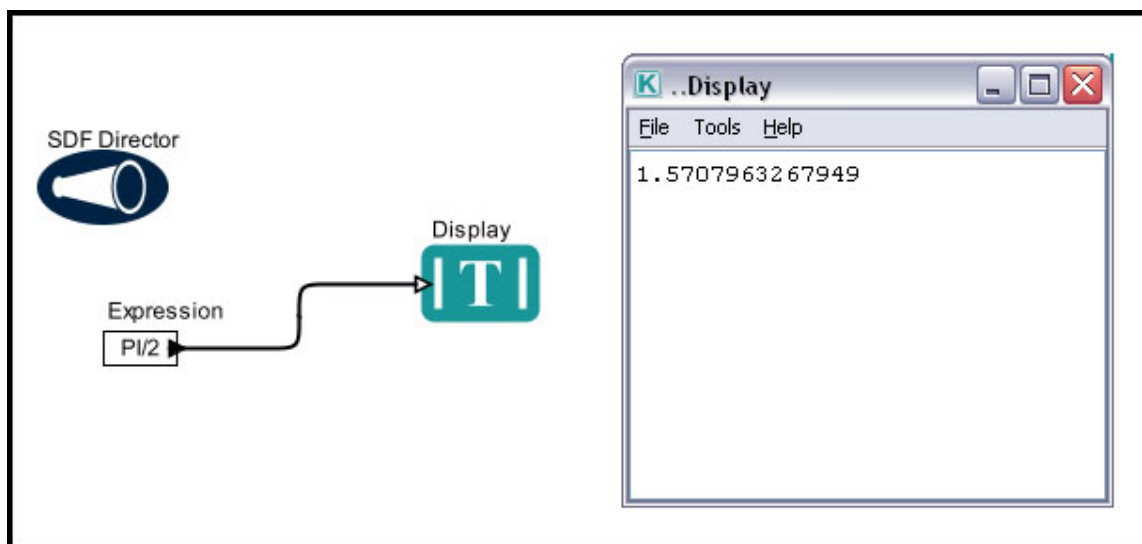 SDF Director
Expression
PI/2
Display
T
K ..Display
File Tools Help
1.5707963267949